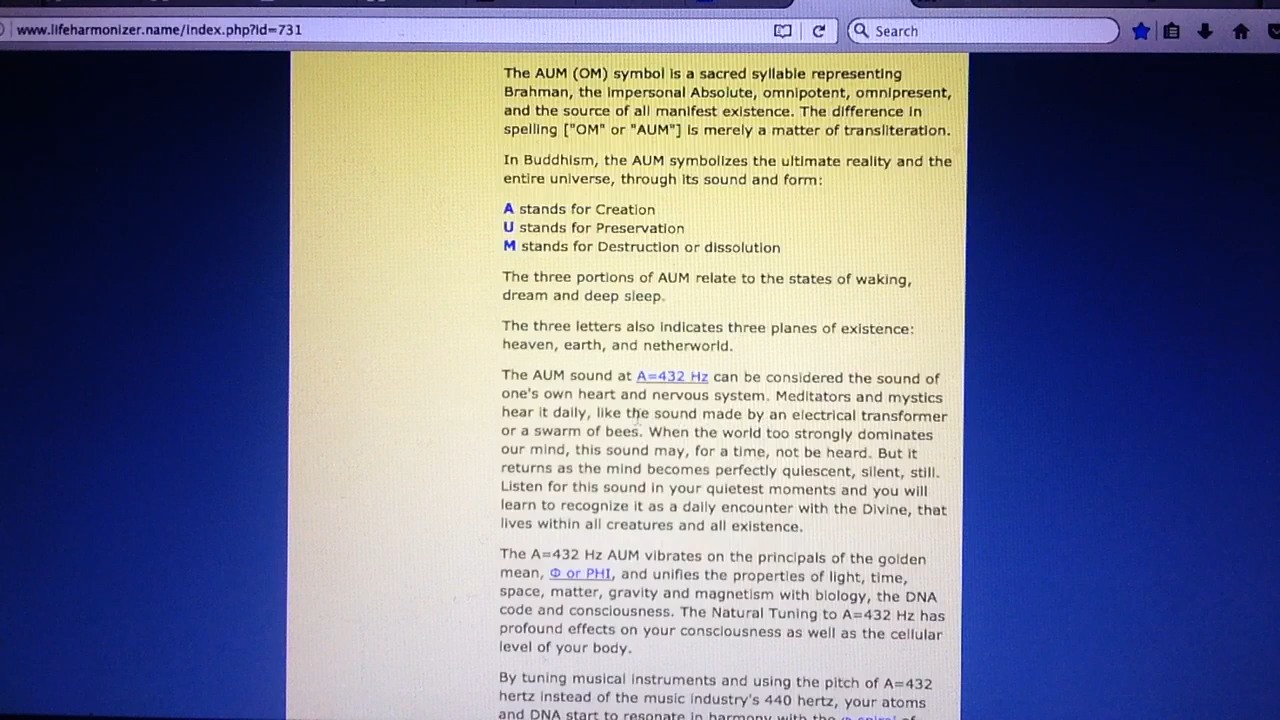 www.lifeharmonizer.name/index.php?id=731
Search
The AUM (OM) symbol is a sacred syllable representing
Brahman, the impersonal Absolute, omnipotent, omnipresent,
and the source of all manifest existence. The difference in
spelling ["OM" or "AUM"] is merely a matter of transliteration.
In Buddhism, the AUM symbolizes the ultimate reality and the
entire universe, through its sound and form:
A stands for Creation
U stands for Preservation
M stands for Destruction or dissolution
The three portions of AUM relate to the states of waking,
dream and deep sleep.
The three letters also indicates three planes of existence:
heaven, earth, and netherworld.
The AUM sound at A=432 Hz can be considered the sound of
one's own heart and nervous system. Meditators and mystics
hear it daily, like the sound made by an electrical transformer
or a swarm of bees. When the world too strongly dominates
our mind, this sound may, for a time, not be heard. But it
returns as the mind becomes perfectly quiescent, silent, still.
Listen for this sound in your quietest moments and you will
learn to recognize it as a daily encounter with the Divine, that
lives within all creatures and all existence.
The A=432 Hz AUM vibrates on the principals of the golden
mean, Φ or PHI, and unifies the properties of light, time,
space, matter, gravity and magnetism with biology, the DNA
code and consciousness. The Natural Tuning to A=432 Hz has
profound effects on your consciousness as well as the cellular
level of your body.
By tuning musical instruments and using the pitch of A=432
hertz instead of the music industry's 440 hertz, your atoms
and DNA start to resonate in harmony with the Φ spiral of